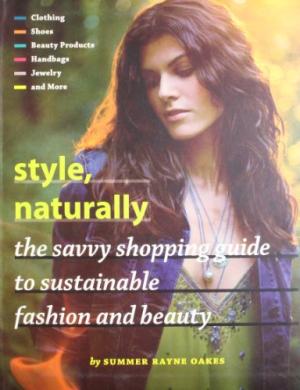 Clothing
Shoes
Beauty Products
Handbags
Jewelry
and More
style,
naturally
the savvy shopping guide
to sustainable
fashion and beauty
by SUMMER RAYNE OAKES